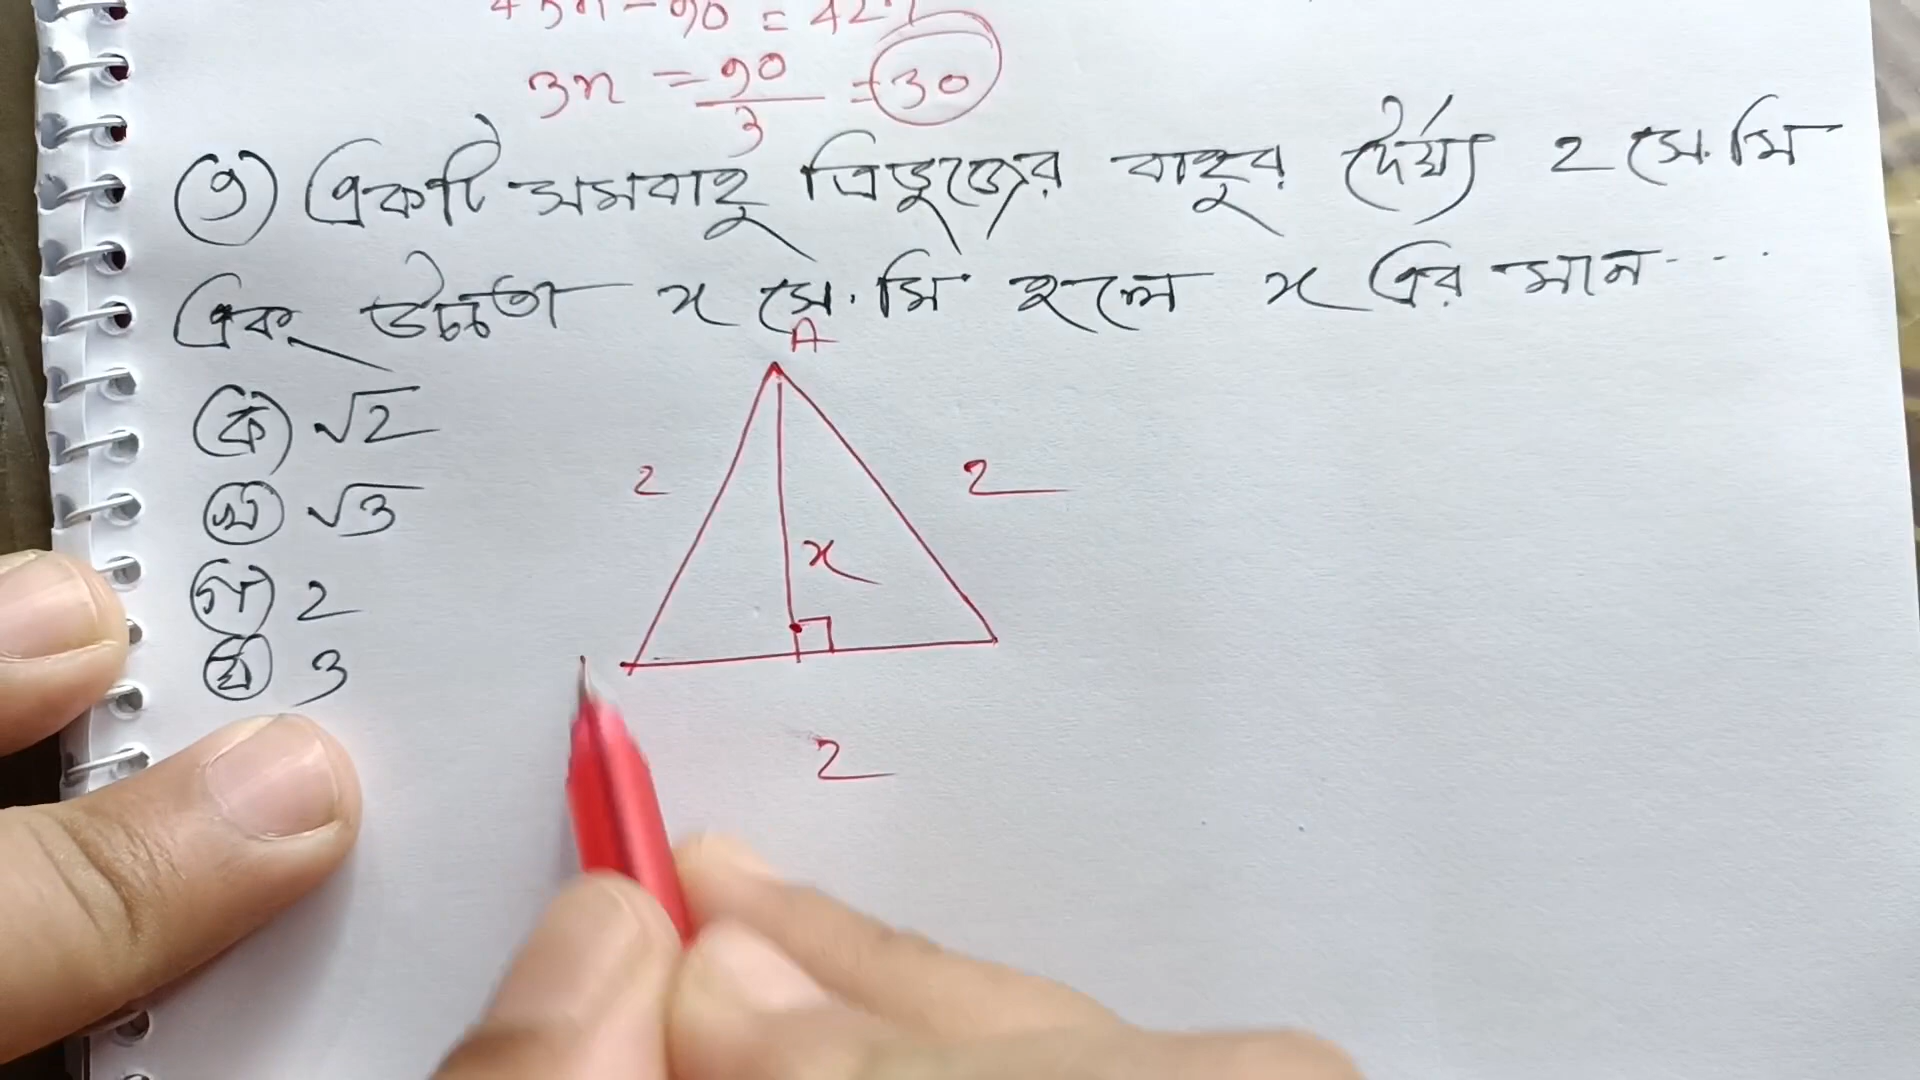 3x = 90/3 = 30
৩) একটি সমবাহু ত্রিভুজের বাহুর দৈর্ঘ্য 2 সে.মি
এবং উচ্চতা x সে.মি হলে x এর মান ...
A
ক) √2
2 2
খ) √3
x
গ) 2
ঘ) 3
2